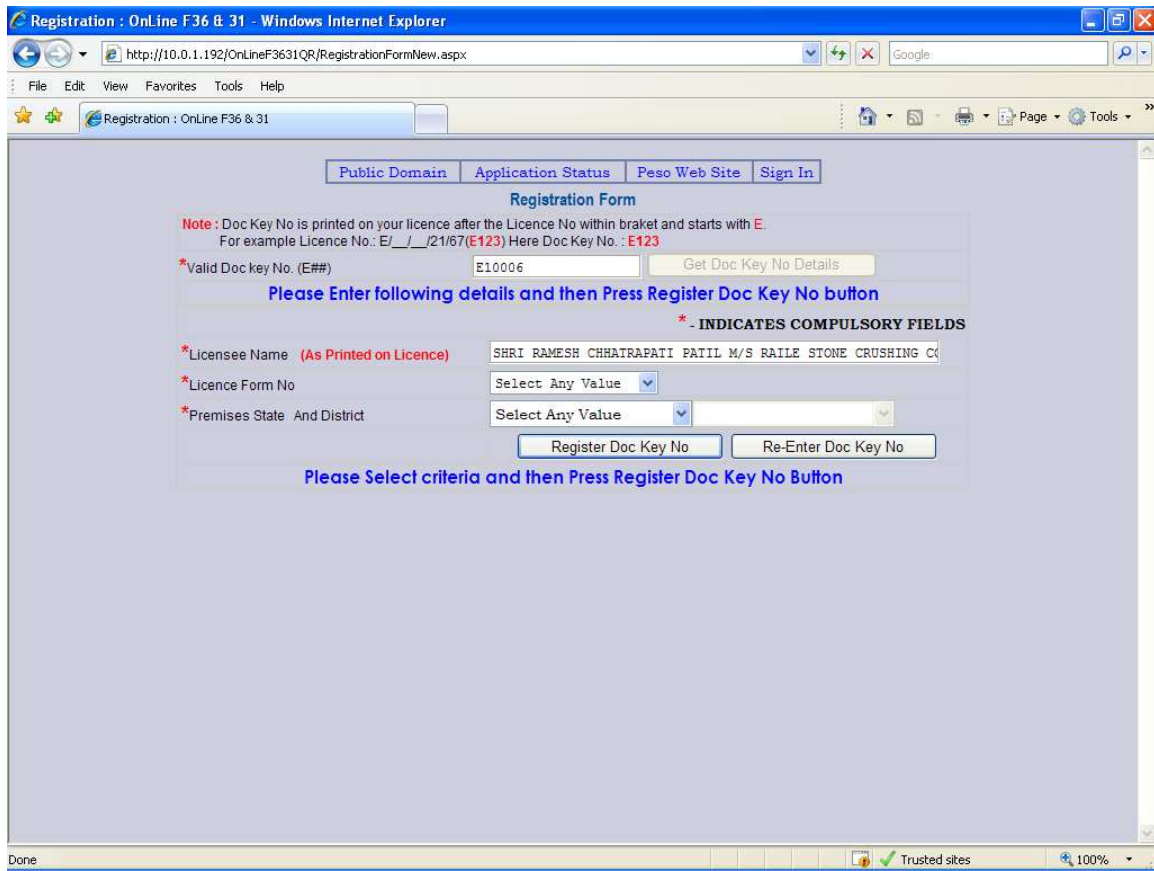 Registration : OnLine F36 & 31 - Windows Internet Explorer
http://10.0.1.192/OnLineF3631QR/RegistrationFormNew.aspx
Google
File Edit View Favorites Tools Help
Registration : OnLine F36 & 31
Page Tools »
Public Domain Application Status Peso Web Site Sign In
Registration Form
Note : Doc Key No is printed on your licence after the Licence No within braket and starts with E.
For example Licence No.: E/__/__/21/67(E123) Here Doc Key No. : E123
*Valid Doc key No. (E##) E10006 Get Doc Key No Details
Please Enter following details and then Press Register Doc Key No button
* - INDICATES COMPULSORY FIELDS
*Licensee Name (As Printed on Licence) SHRI RAMESH CHHATRAPATI PATIL M/S RAILE STONE CRUSHING CO
*Licence Form No Select Any Value
*Premises State And District Select Any Value
Register Doc Key No Re-Enter Doc Key No
Please Select criteria and then Press Register Doc Key No Button
Done Trusted sites 100%